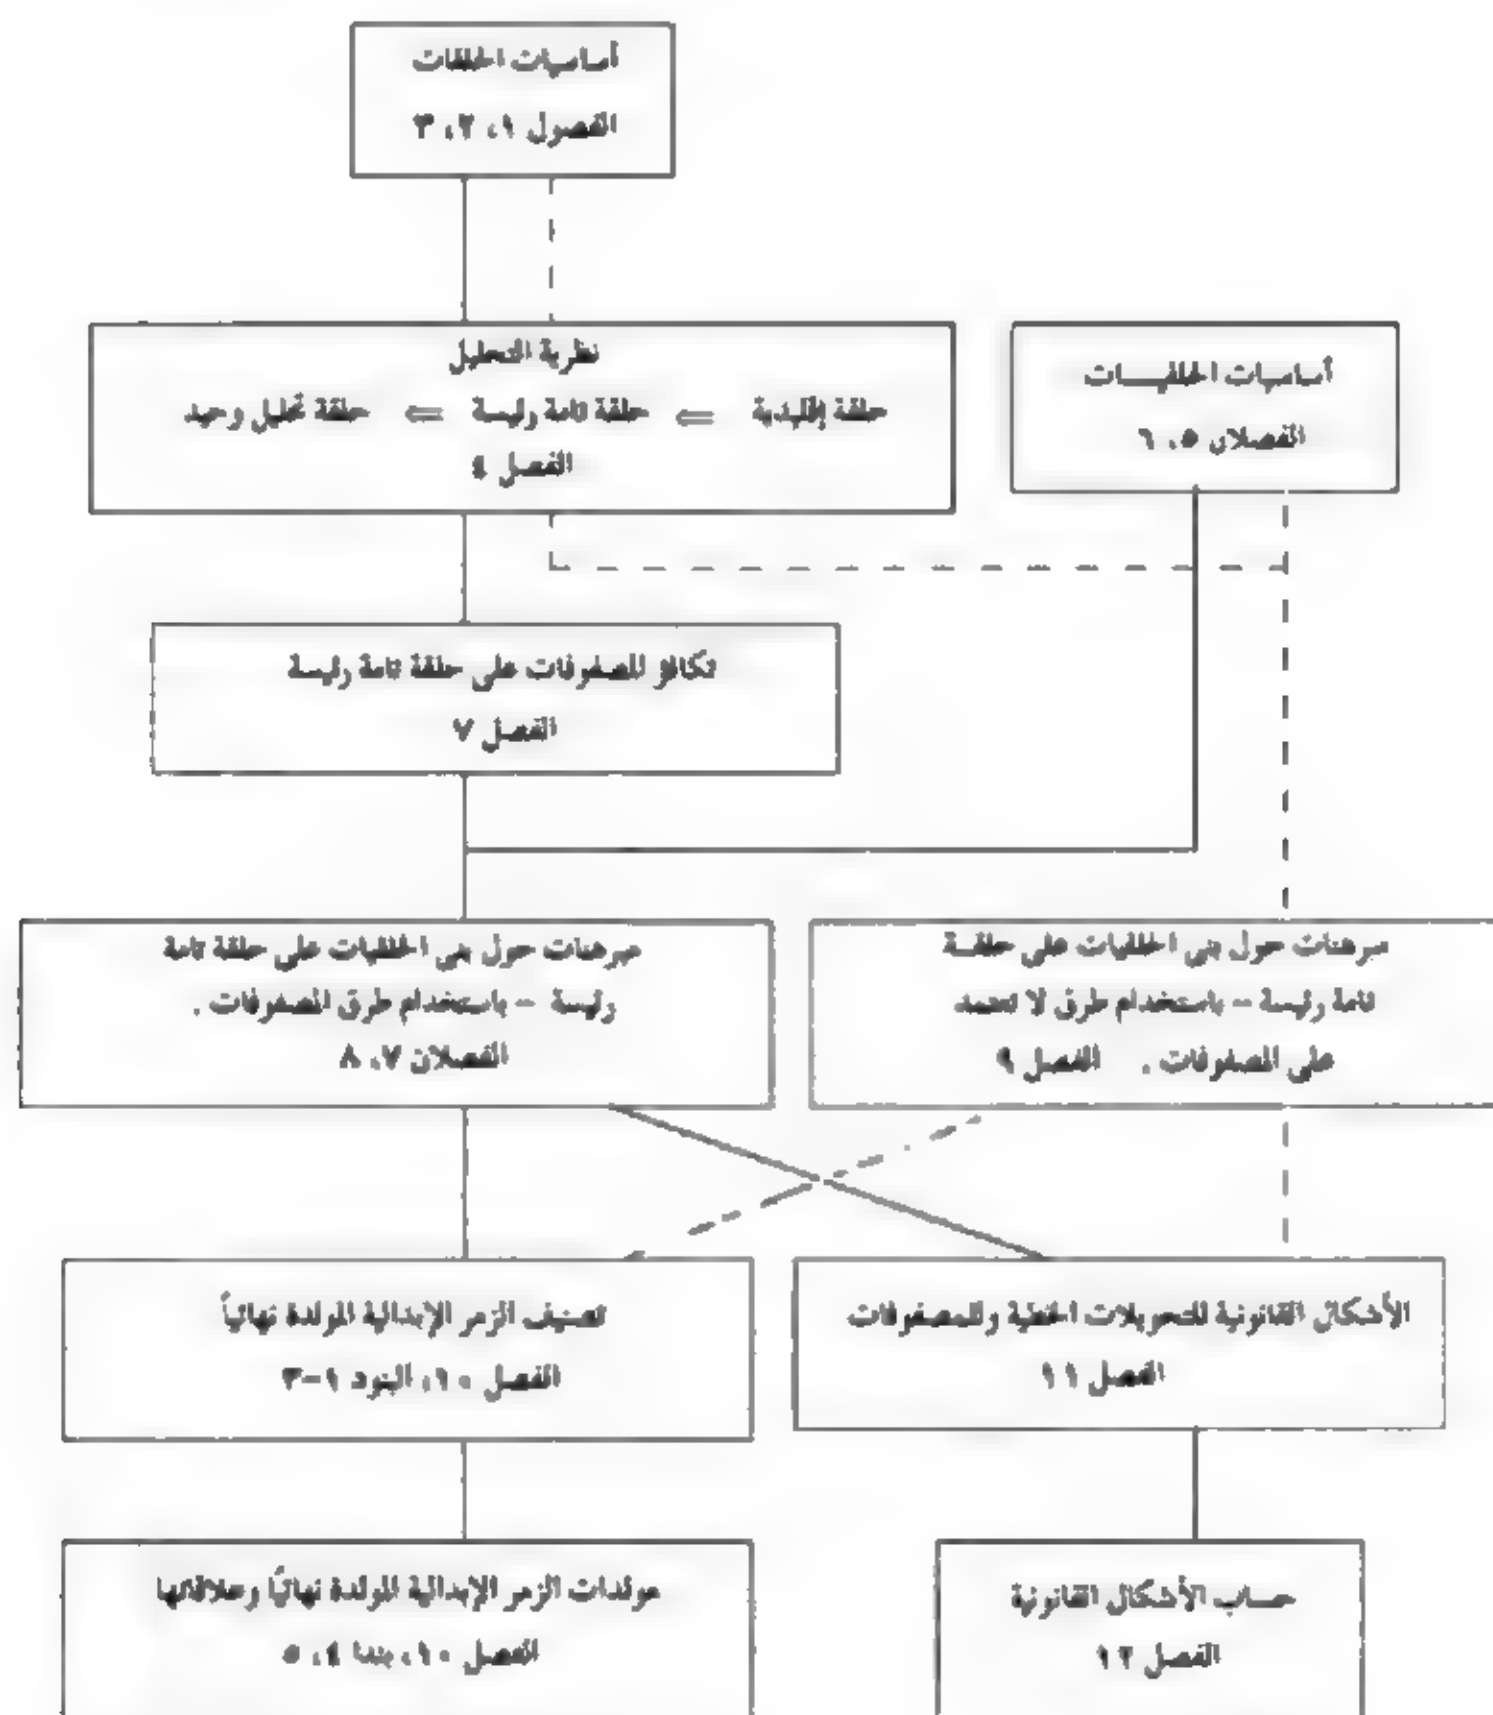 أساسيات الحلقات
الفصول ١، ٢، ٣
نظرية التحليل
حلقة إقليدية ⇐ حلقة تامة رئيسة ⇐ حلقة تحليل وحيد
الفصل ٤
أساسيات الحلقيـــات
الفصلان ٥، ٦
تكافؤ المصفوفات على حلقة تامة رئيسة
الفصل ٧
مبرهنات حول بنى الحلقيات على حلقة تامة
رئيسة – باستخدام طرق المصفوفات .
الفصلان ٧، ٨
مبرهنات حول بنى الحلقيات على حلقــة
تامة رئيسة – باستخدام طرق لا تعتمد
على المصفوفات . الفصل ٩
تصنيف الزمر الإبدالية المولدة نهائياً
الفصل ١٠، البنود ١-٣
الأشكال القانونية للتحويلات الخطية وللمصفوفات
الفصل ١١
مولدات الزمر الإبدالية المولدة نهائيًا وعلاقاتها
الفصل ١٠، بندا ٤، ٥
حساب الأشكال القانونية
الفصل ١٢